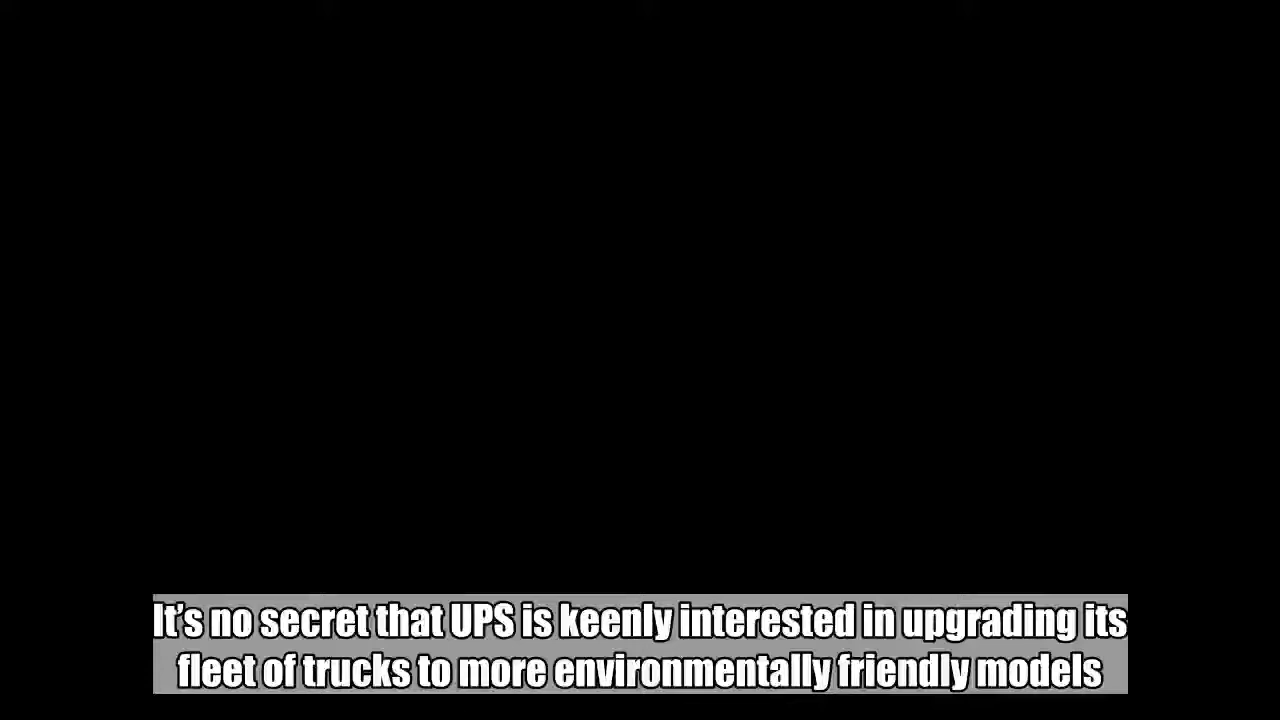 It's no secret that UPS is keenly interested in upgrading its
fleet of trucks to more environmentally friendly models